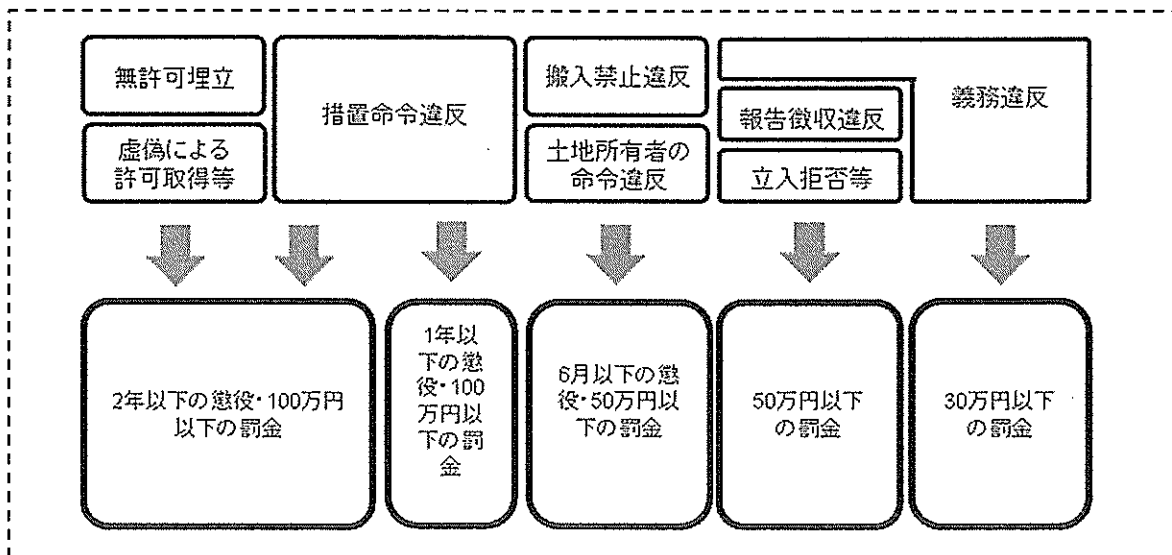 無許可埋立
虚偽による
許可取得等
措置命令違反
搬入禁止違反
土地所有者の
命令違反
報告徴収違反
立入拒否等
義務違反
2年以下の懲役・100万円
以下の罰金
1年以
下の懲
役・100
万円以
下の罰
金
6月以下の懲
役・50万円以
下の罰金
50万円以下
の罰金
30万円以下
の罰金